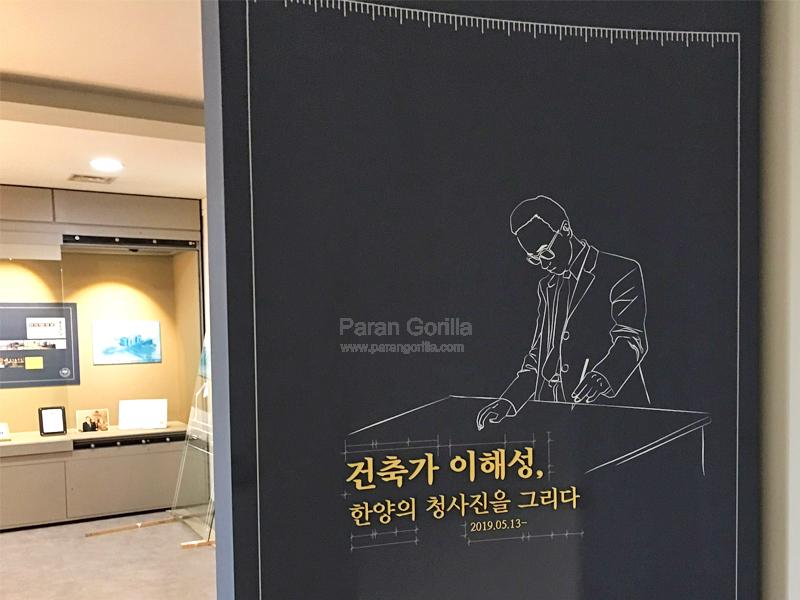 Paran Gorilla
www.parangorilla.com
건축가 이해성,
한양의 청사진을 그리다
2019.05.13~